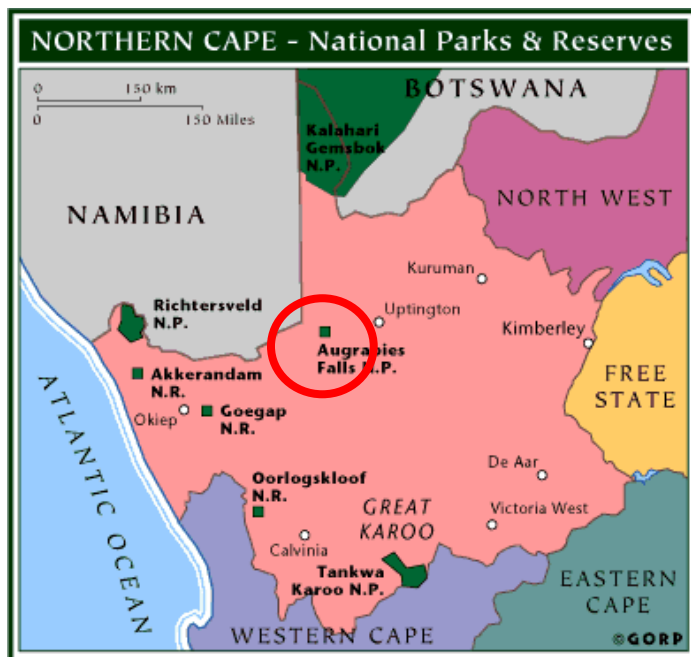 NORTHERN CAPE - National Parks & Reserves
0 150 km
0 150 Miles
BOTSWANA
Kalahari
Gemsbok
N.P.
NORTH WEST
NAMIBIA
Kuruman
Richtersveld
N.P.
Uptington
Kimberley
Augrabies
Falls N.P.
Akkerandam
N.R.
FREE
STATE
Okiep
Goegap
N.R.
ATLANTIC OCEAN
De Aar
Oorlogskloof
N.R.
GREAT
KAROO
Victoria West
Calvinia
Tankwa
Karoo N.P.
EASTERN
CAPE
WESTERN CAPE
©GORP